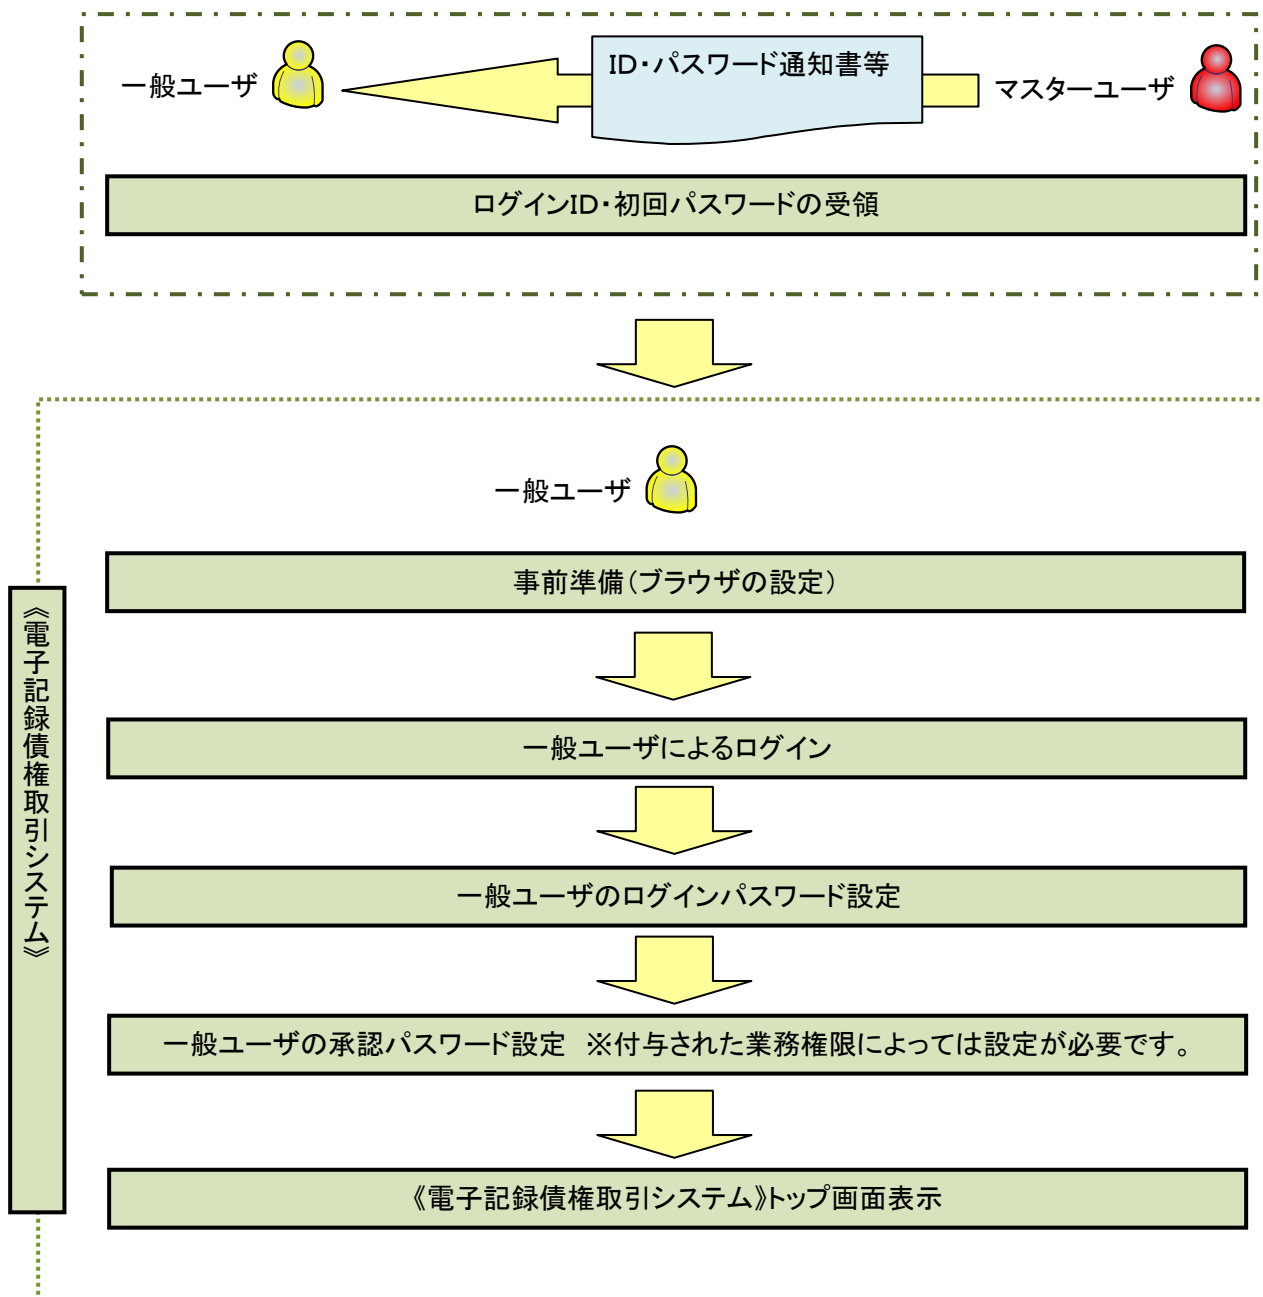 一般ユーザ
ID・パスワード通知書等
マスターユーザ
ログインID・初回パスワードの受領
一般ユーザ
事前準備（ブラウザの設定）
《電子記録債権取引システム》
一般ユーザによるログイン
一般ユーザのログインパスワード設定
一般ユーザの承認パスワード設定　※付与された業務権限によっては設定が必要です。
《電子記録債権取引システム》トップ画面表示